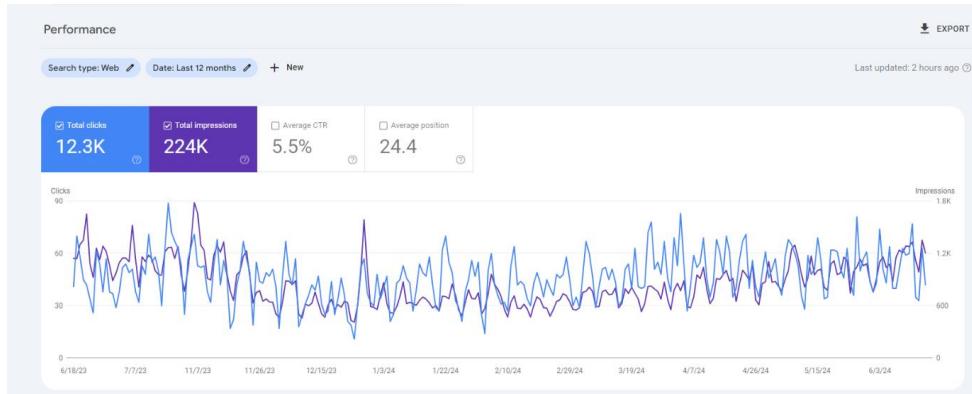 Performance
EXPORT
Search type: Web
Date: Last 12 months
+ New
Last updated: 2 hours ago
Total clicks
12.3K
Total impressions
224K
Average CTR
5.5%
Average position
24.4
Clicks
Impressions
90
60
30
0
1.8K
1.2K
600
0
6/18/23
7/7/23
11/7/23
11/26/23
12/15/23
1/3/24
1/22/24
2/10/24
2/29/24
3/19/24
4/7/24
4/26/24
5/15/24
6/3/24